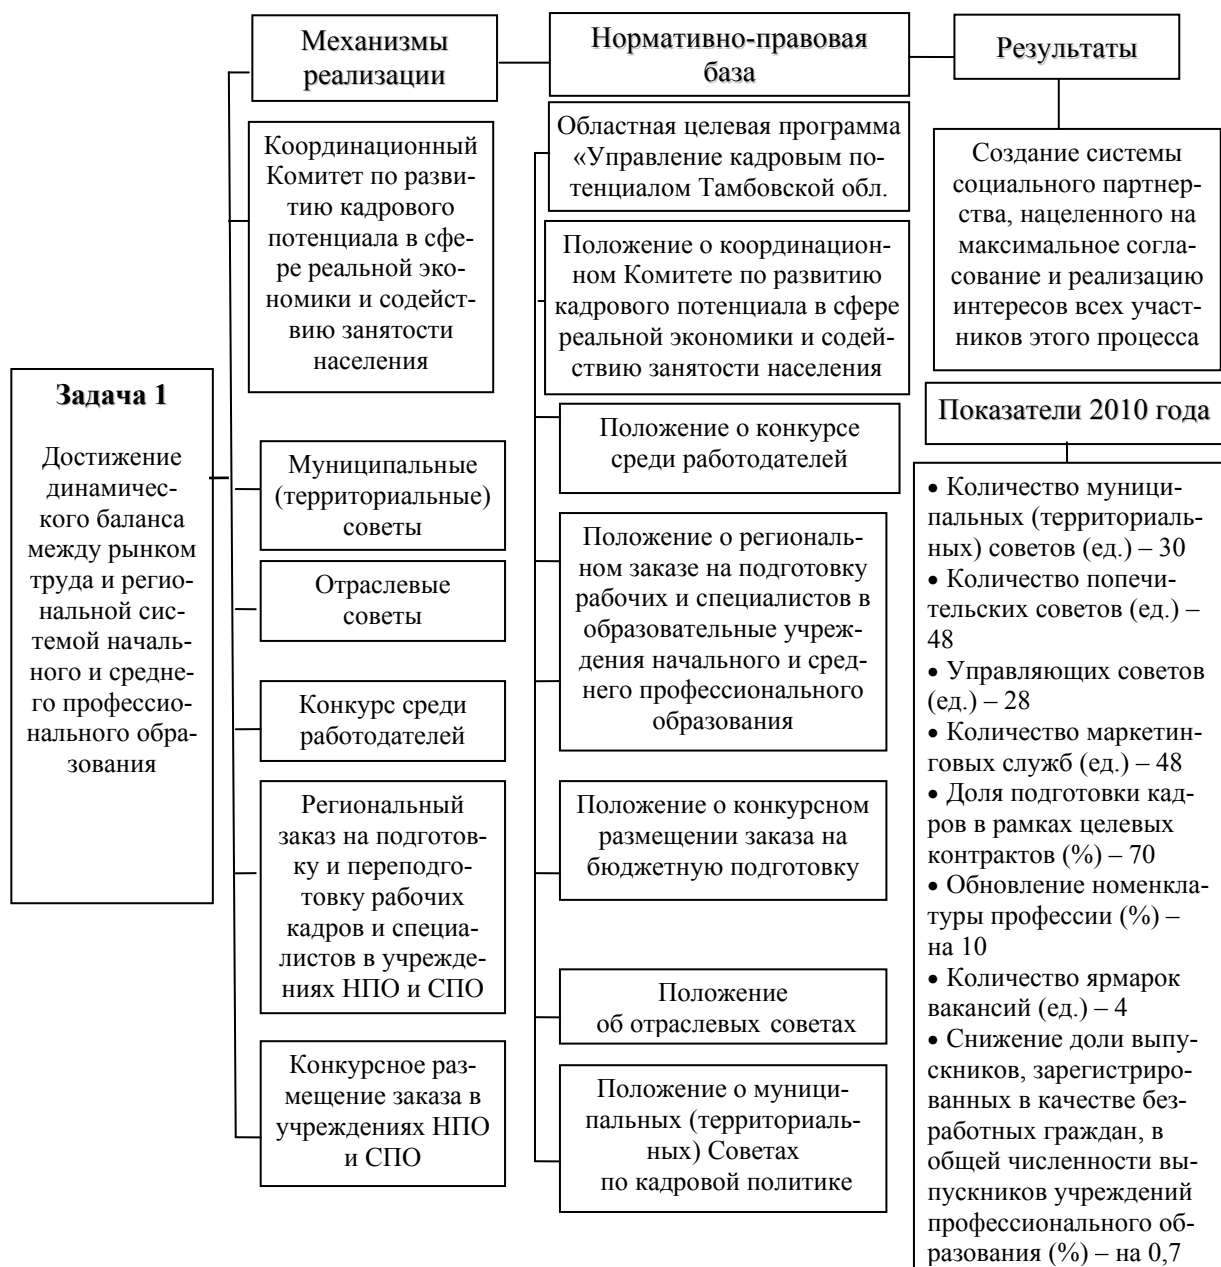 Задача 1
Достижение
динамичес-
кого баланса
между рынком
труда и регио-
нальной сис-
темой началь-
ного и средне-
го профессио-
нального обра-
зования
Механизмы
реализации
Координационный
Комитет по разви-
тию кадрового
потенциала в сфе-
ре реальной эко-
номики и содейст-
вию занятости
населения
Муниципальные
(территориальные)
советы
Отраслевые
советы
Конкурс среди
работодателей
Региональный
заказ на подготов-
ку и переподго-
товку рабочих
кадров и специа-
листов в учрежде-
ниях НПО и СПО
Конкурсное раз-
мещение заказа в
учреждениях НПО
и СПО
Нормативно-правовая
база
Областная целевая программа
«Управление кадровым по-
тенциалом Тамбовской обл.
Положение о координацион-
ном Комитете по развитию
кадрового потенциала в сфере
реальной экономики и содей-
ствию занятости населения
Положение о конкурсе
среди работодателей
Положение о региональ-
ном заказе на подготовку
рабочих и специалистов в
образовательные учреж-
дения начального и сред-
него профессионального
образования
Положение о конкурсном
размещении заказа на
бюджетную подготовку
Положение
об отраслевых советах
Положение о муници-
пальных (территориаль-
ных) Советах
по кадровой политике
Результаты
Создание системы
социального партнер-
ства, нацеленного на
максимальное согла-
сование и реализацию
интересов всех участ-
ников этого процесса
Показатели 2010 года
• Количество муници-
пальных (территориаль-
ных) советов (ед.) – 30
• Количество попечи-
тельских советов (ед.) –
48
• Управляющих советов
(ед.) – 28
• Количество маркетин-
говых служб (ед.) – 48
• Доля подготовки кад-
ров в рамках целевых
контрактов (%) – 70
• Обновление номенкла-
туры профессии (%) –
на 10
• Количество ярмарок
вакансий (ед.) – 4
• Снижение доли выпу-
скников, зарегистриро-
ванных в качестве без-
работных граждан, в
общей численности вы-
пускников учреждений
профессионального об-
разования (%) – на 0,7